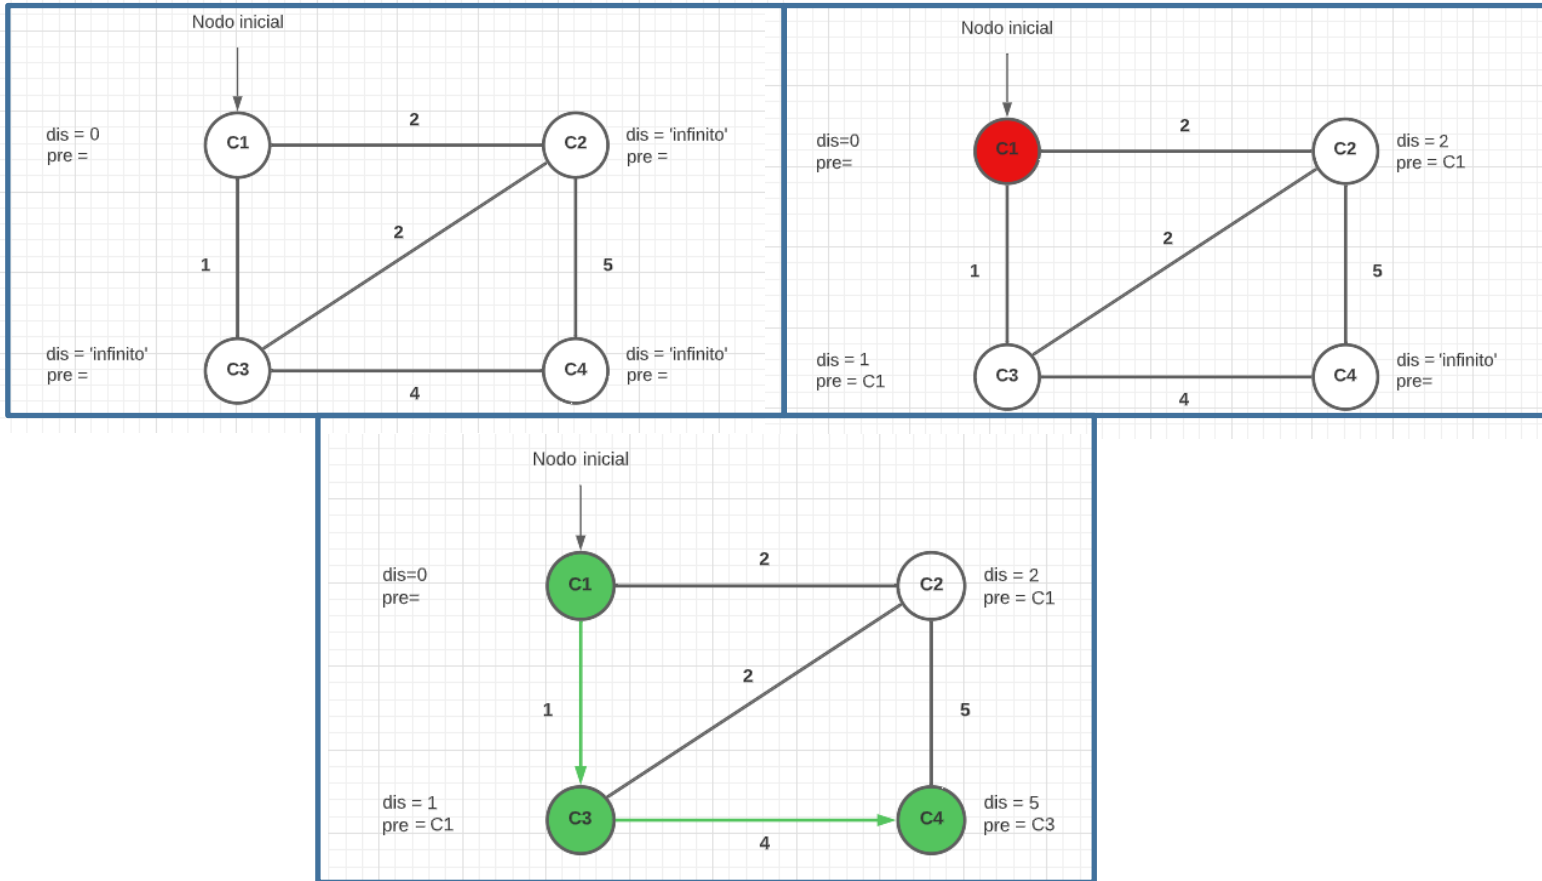 Nodo inicial
dis = 0
pre =
C1
2
C2
dis = 'infinito'
pre =
2
1
5
dis = 'infinito'
pre =
C3
4
C4
dis = 'infinito'
pre =
Nodo inicial
dis=0
pre=
C1
2
C2
dis = 2
pre = C1
2
1
5
dis = 1
pre = C1
C3
4
C4
dis = 'infinito'
pre=
Nodo inicial
dis=0
pre=
C1
2
C2
dis = 2
pre = C1
2
1
5
dis = 1
pre = C1
C3
4
C4
dis = 5
pre = C3